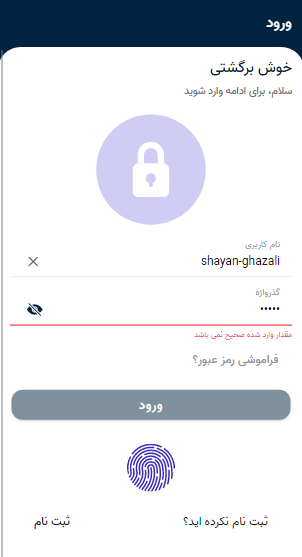 ورود
خوش برگشتی
سلام، برای ادامه وارد شوید
نام کاربری
shayan-ghazali
گذرواژه
•••••
مقدار وارد شده صحیح نمی باشد
فراموشی رمز عبور؟
ورود
ثبت نام نکرده اید؟ ثبت نام